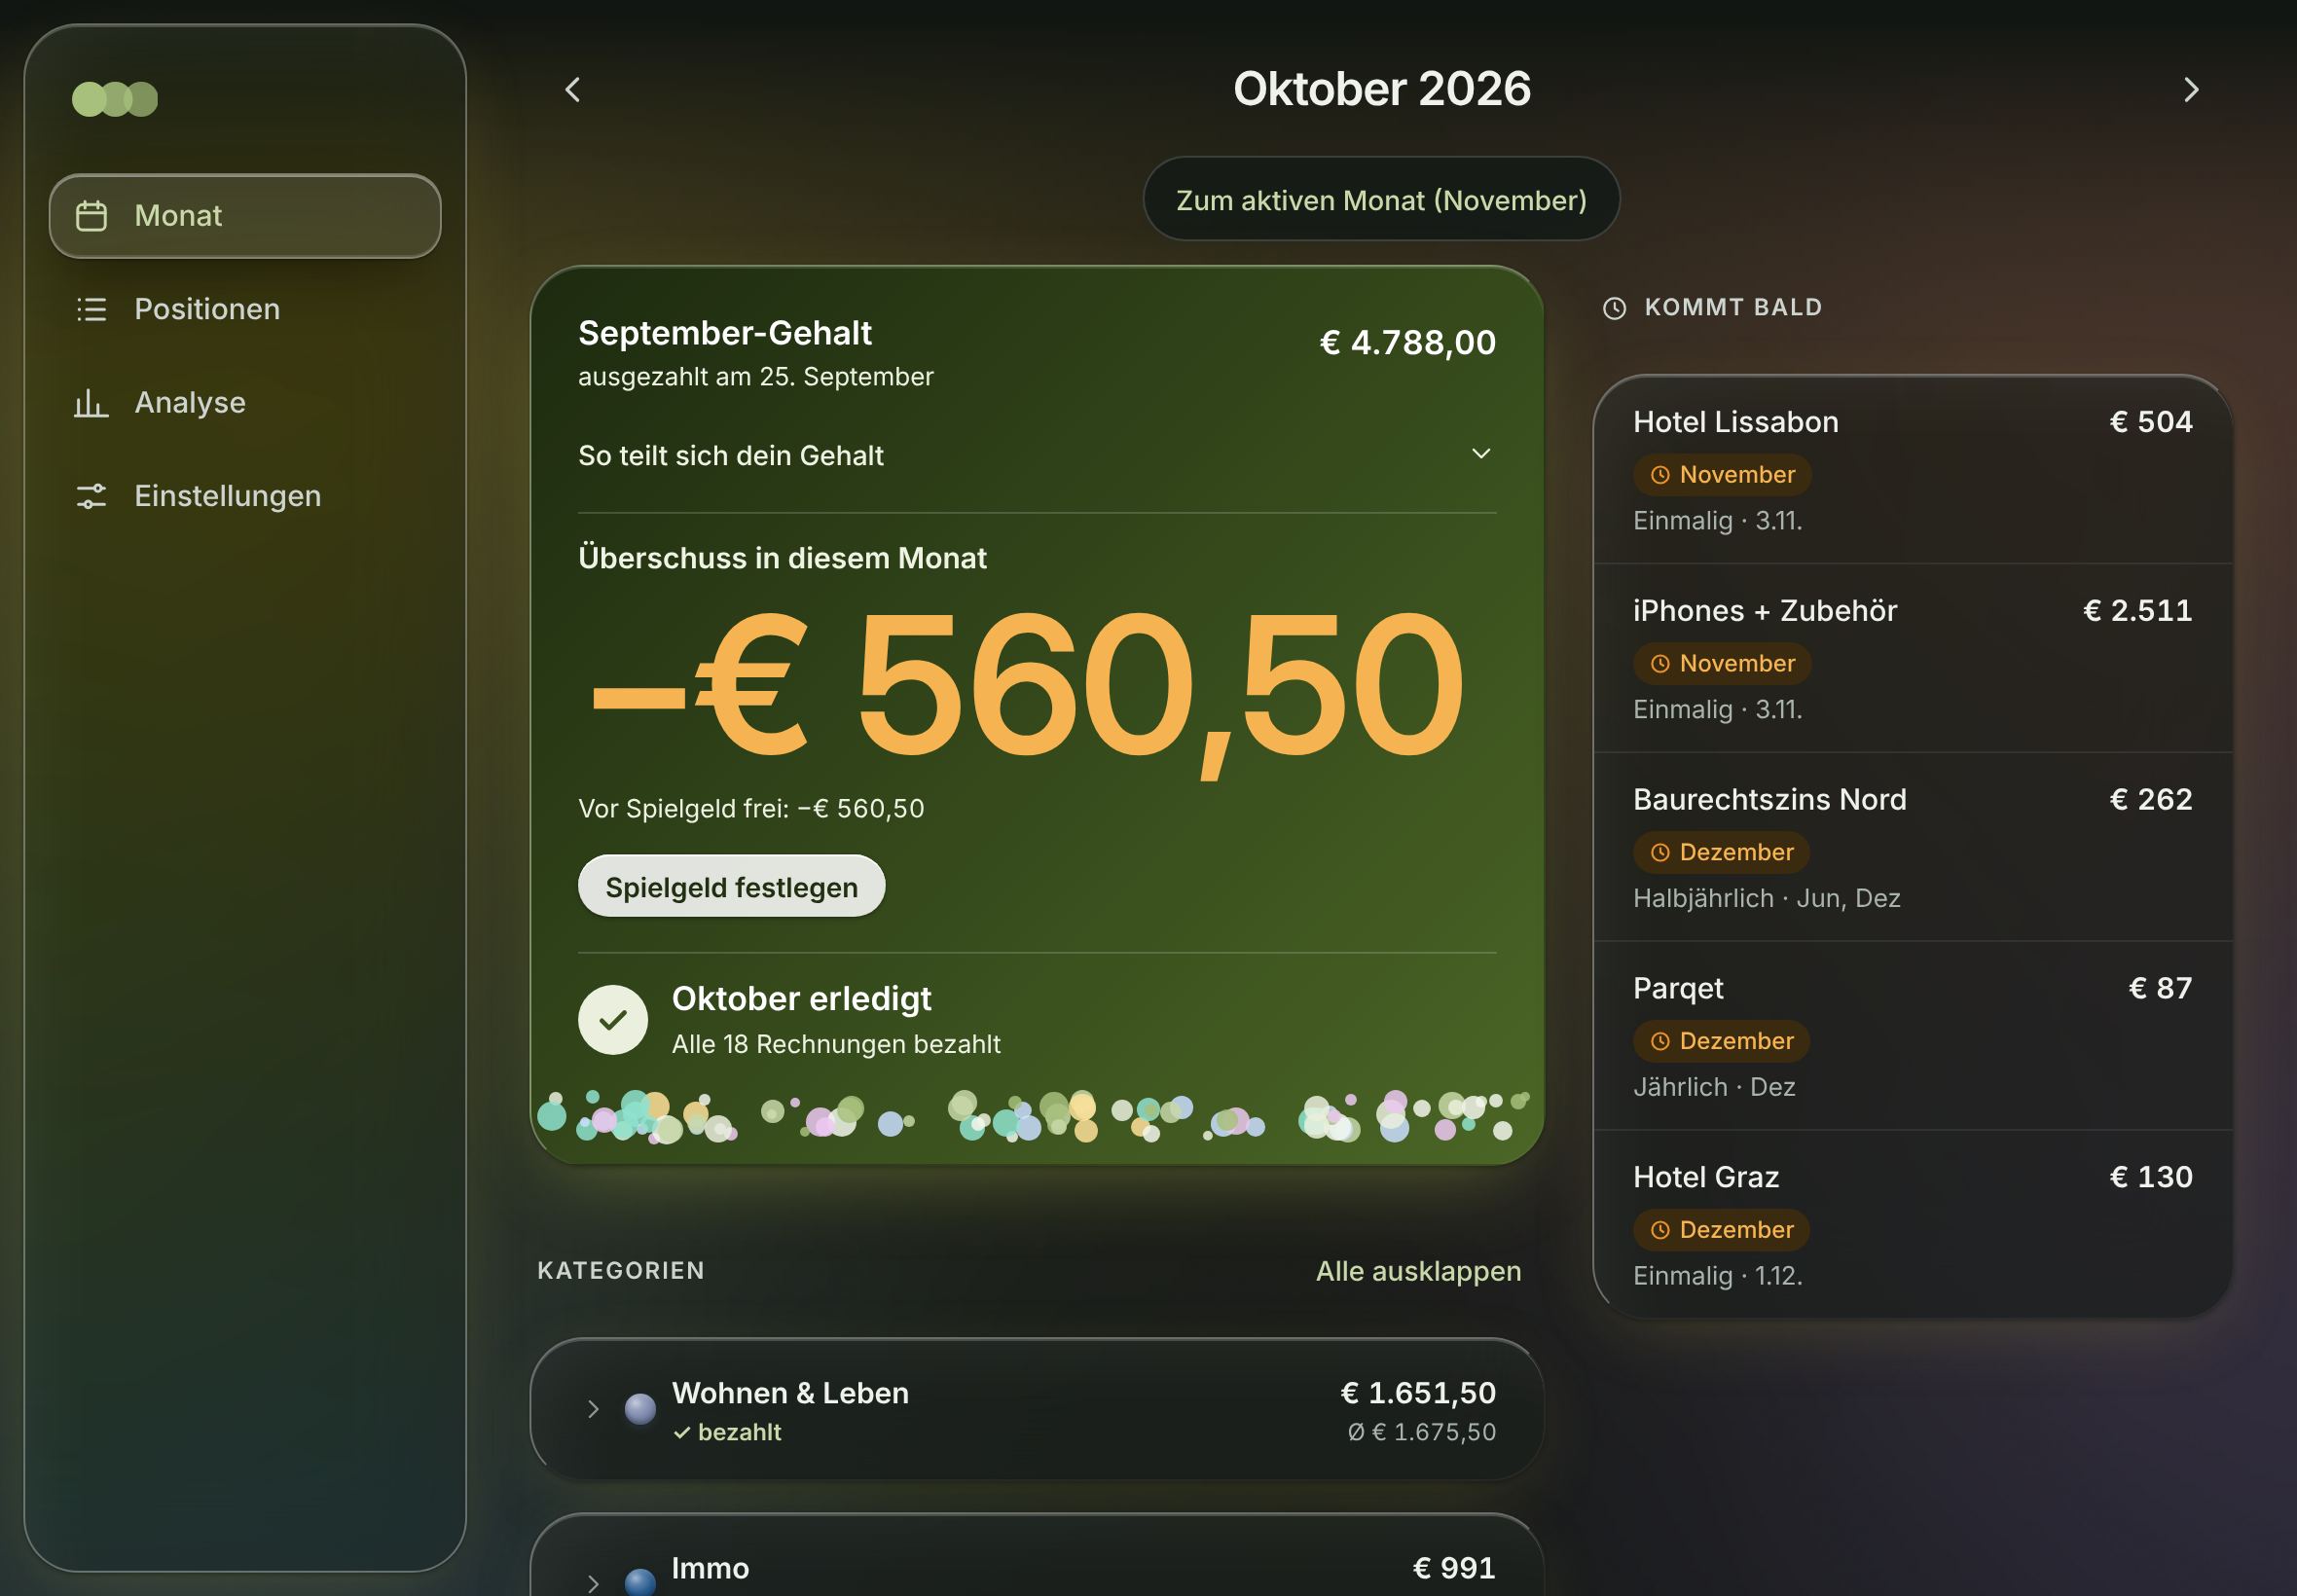 Oktober 2026
Zum aktiven Monat (November)
Monat
Positionen
Analyse
Einstellungen
September-Gehalt
€ 4.788,00
ausgezahlt am 25. September
So teilt sich dein Gehalt
Überschuss in diesem Monat
−€ 560,50
Vor Spielgeld frei: −€ 560,50
Spielgeld festlegen
Oktober erledigt
Alle 18 Rechnungen bezahlt
KATEGORIEN
Alle ausklappen
Wohnen & Leben
€ 1.651,50
bezahlt
Ø € 1.675,50
Immo
€ 991
KOMMT BALD
Hotel Lissabon
€ 504
November
Einmalig · 3.11.
iPhones + Zubehör
€ 2.511
November
Einmalig · 3.11.
Baurechtszins Nord
€ 262
Dezember
Halbjährlich · Jun, Dez
Parqet
€ 87
Dezember
Jährlich · Dez
Hotel Graz
€ 130
Dezember
Einmalig · 1.12.